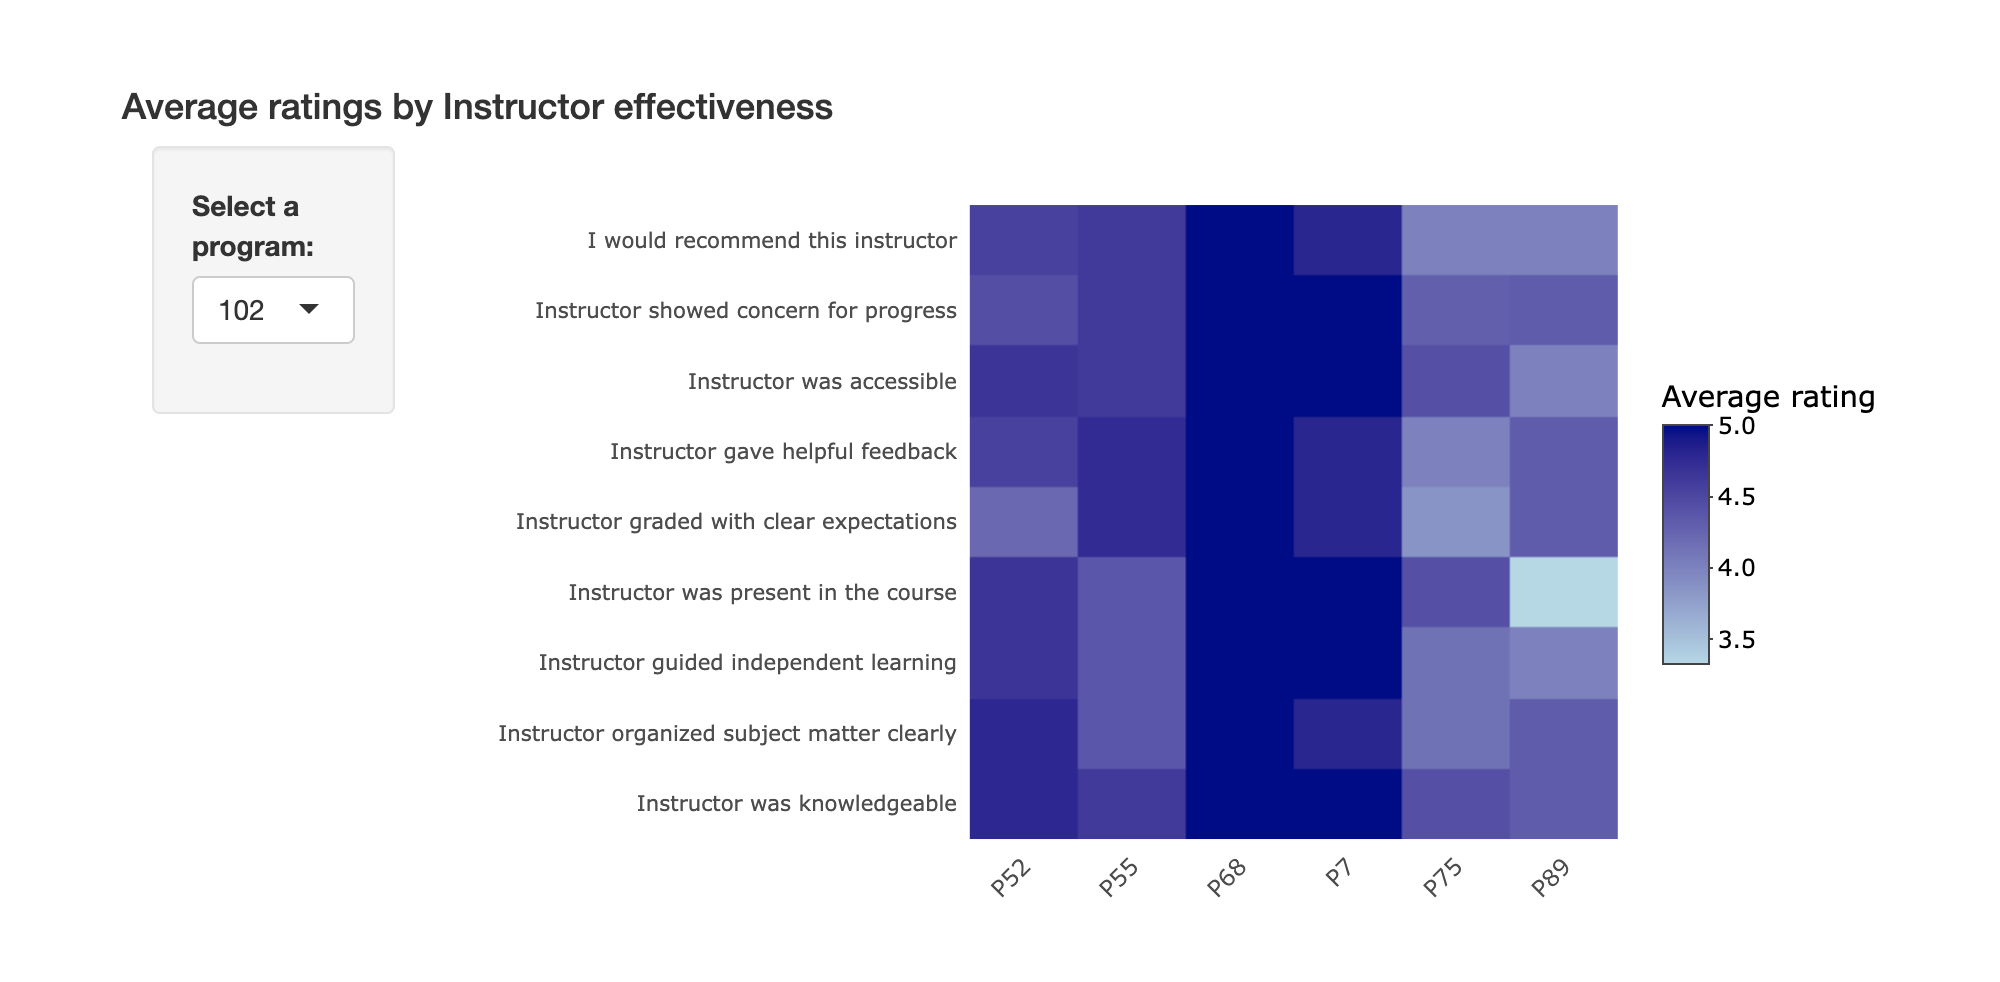 Average ratings by Instructor effectiveness
Select a
program:
102
I would recommend this instructor
Instructor showed concern for progress
Instructor was accessible
Instructor gave helpful feedback
Instructor graded with clear expectations
Instructor was present in the course
Instructor guided independent learning
Instructor organized subject matter clearly
Instructor was knowledgeable
P52
P55
P68
P7
P75
P89
Average rating
5.0
4.5
4.0
3.5